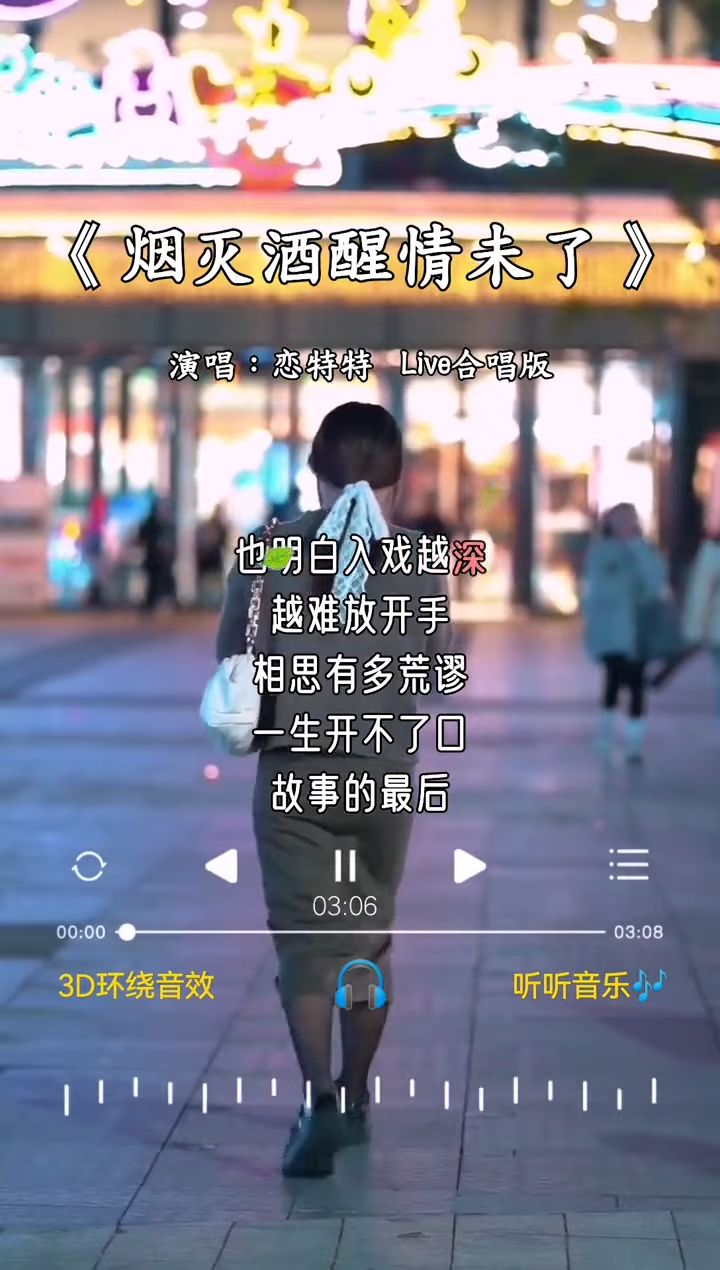 《烟灭酒醒情未了》
演唱：恋特特 Live合唱版
也明白入戏越深
越难放开手
相思有多荒谬
一生开不了口
故事的最后
03:06
00:00 03:08
3D环绕音效 听听音乐